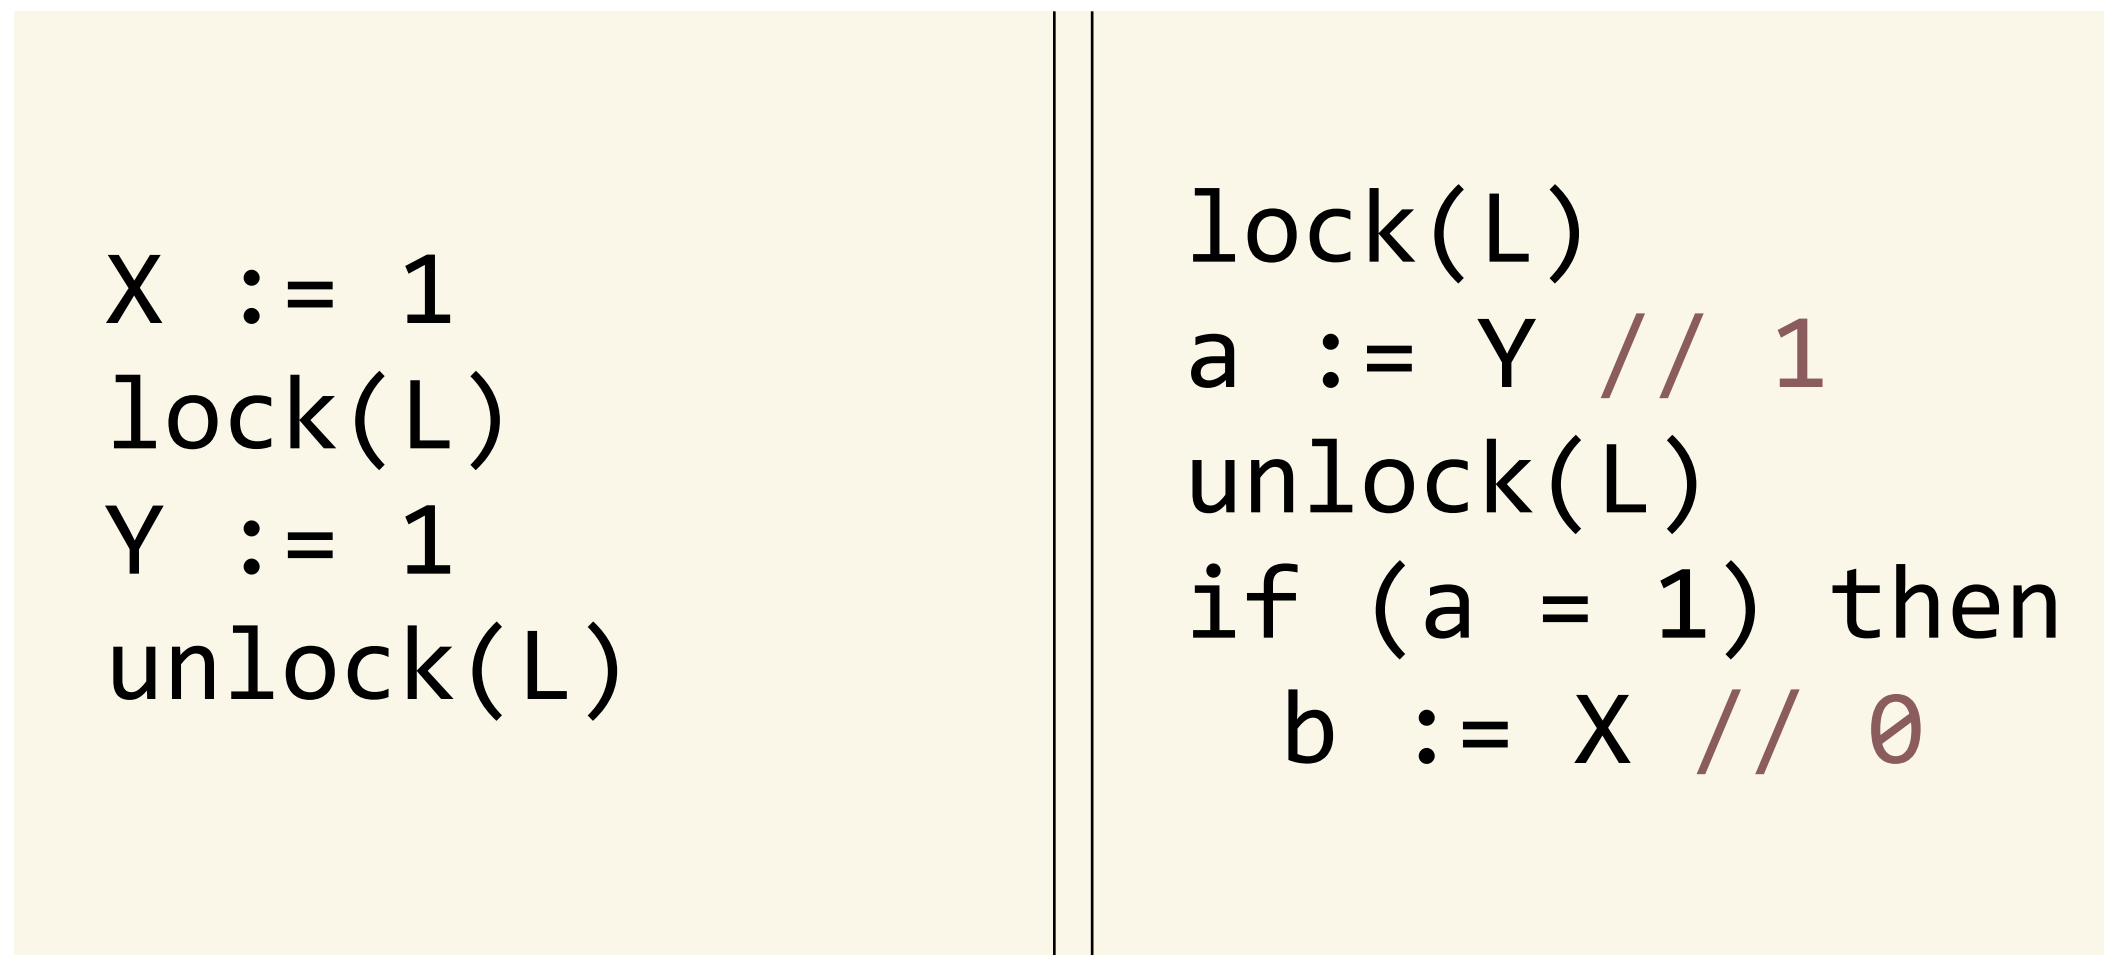 X := 1
lock(L)
Y := 1
unlock(L)
lock(L)
a := Y // 1
unlock(L)
if (a = 1) then
  b := X // 0